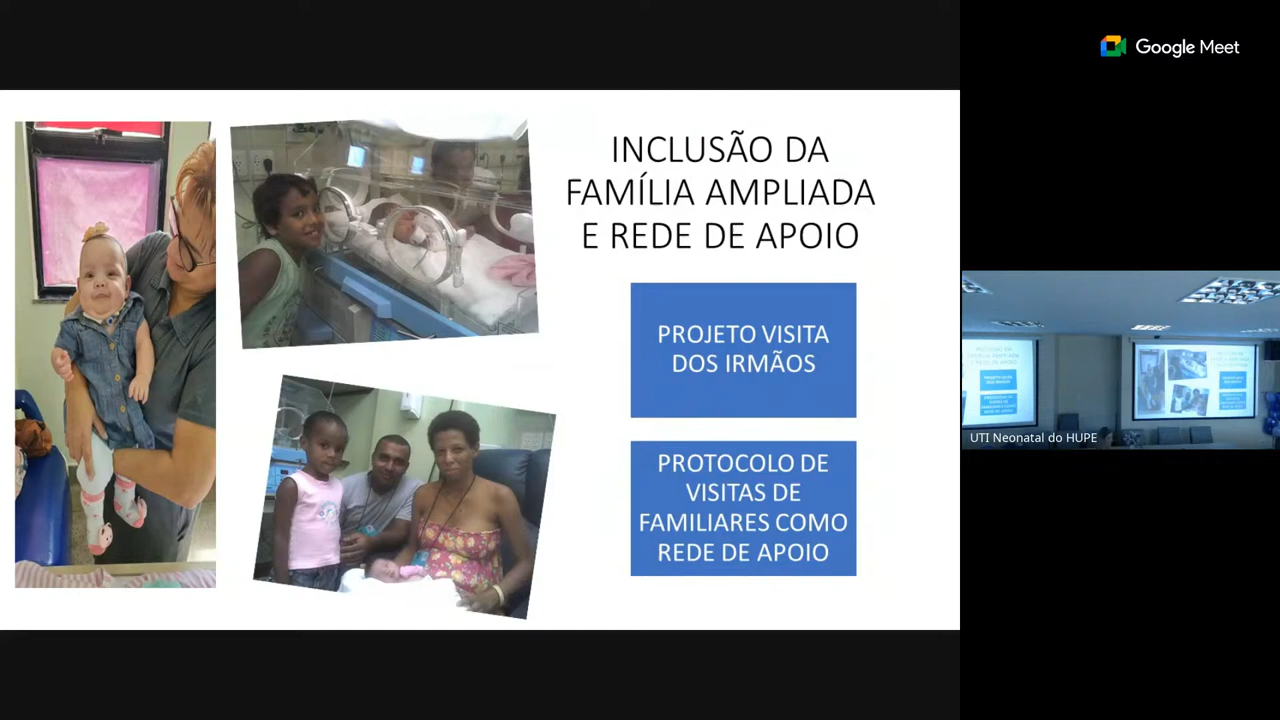 INCLUSÃO DA
FAMÍLIA AMPLIADA
E REDE DE APOIO
PROJETO VISITA
DOS IRMÃOS
PROTOCOLO DE
VISITAS DE
FAMILIARES COMO
REDE DE APOIO
Google Meet
UTI Neonatal do HUPE